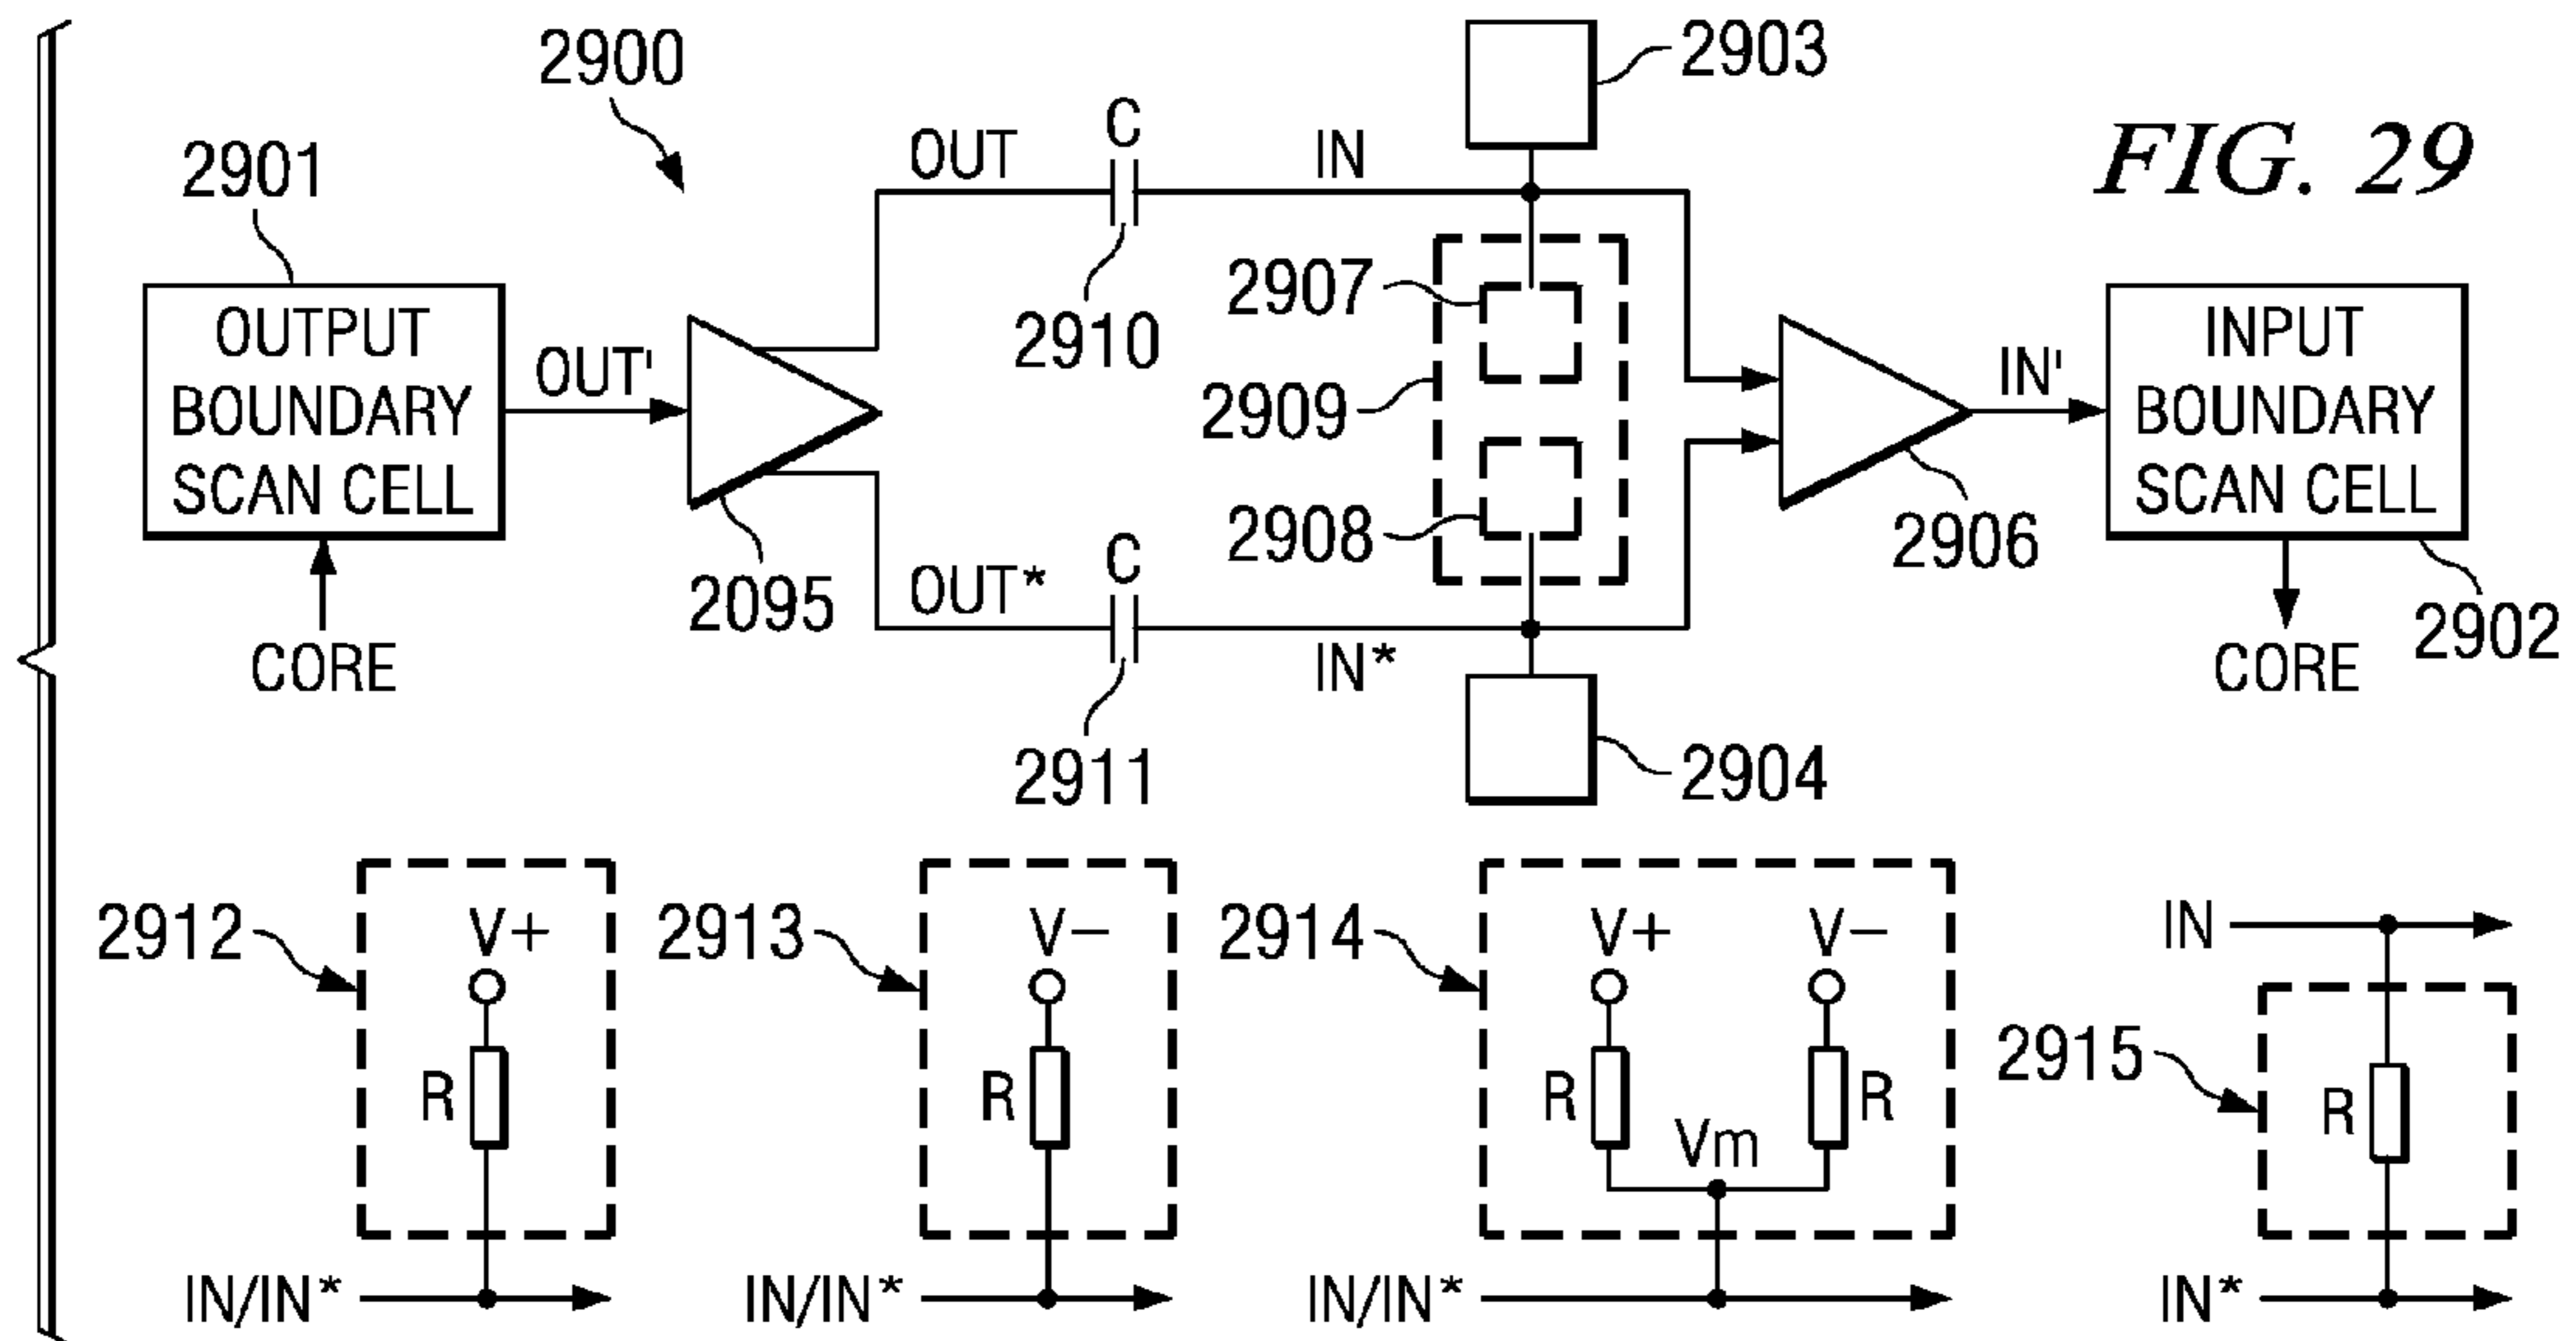 FIG. 29
2900
2901
OUTPUT
BOUNDARY
SCAN CELL
CORE
OUT'
2095
OUT
C
2910
IN
2903
2907
2909
2908
OUT*
C
2911
IN*
2904
2906
IN'
INPUT
BOUNDARY
SCAN CELL
2902
CORE
2912
V+
R
IN/IN*
2913
V−
R
IN/IN*
2914
V+ V−
R R
Vm
IN/IN*
IN
2915
R
IN*